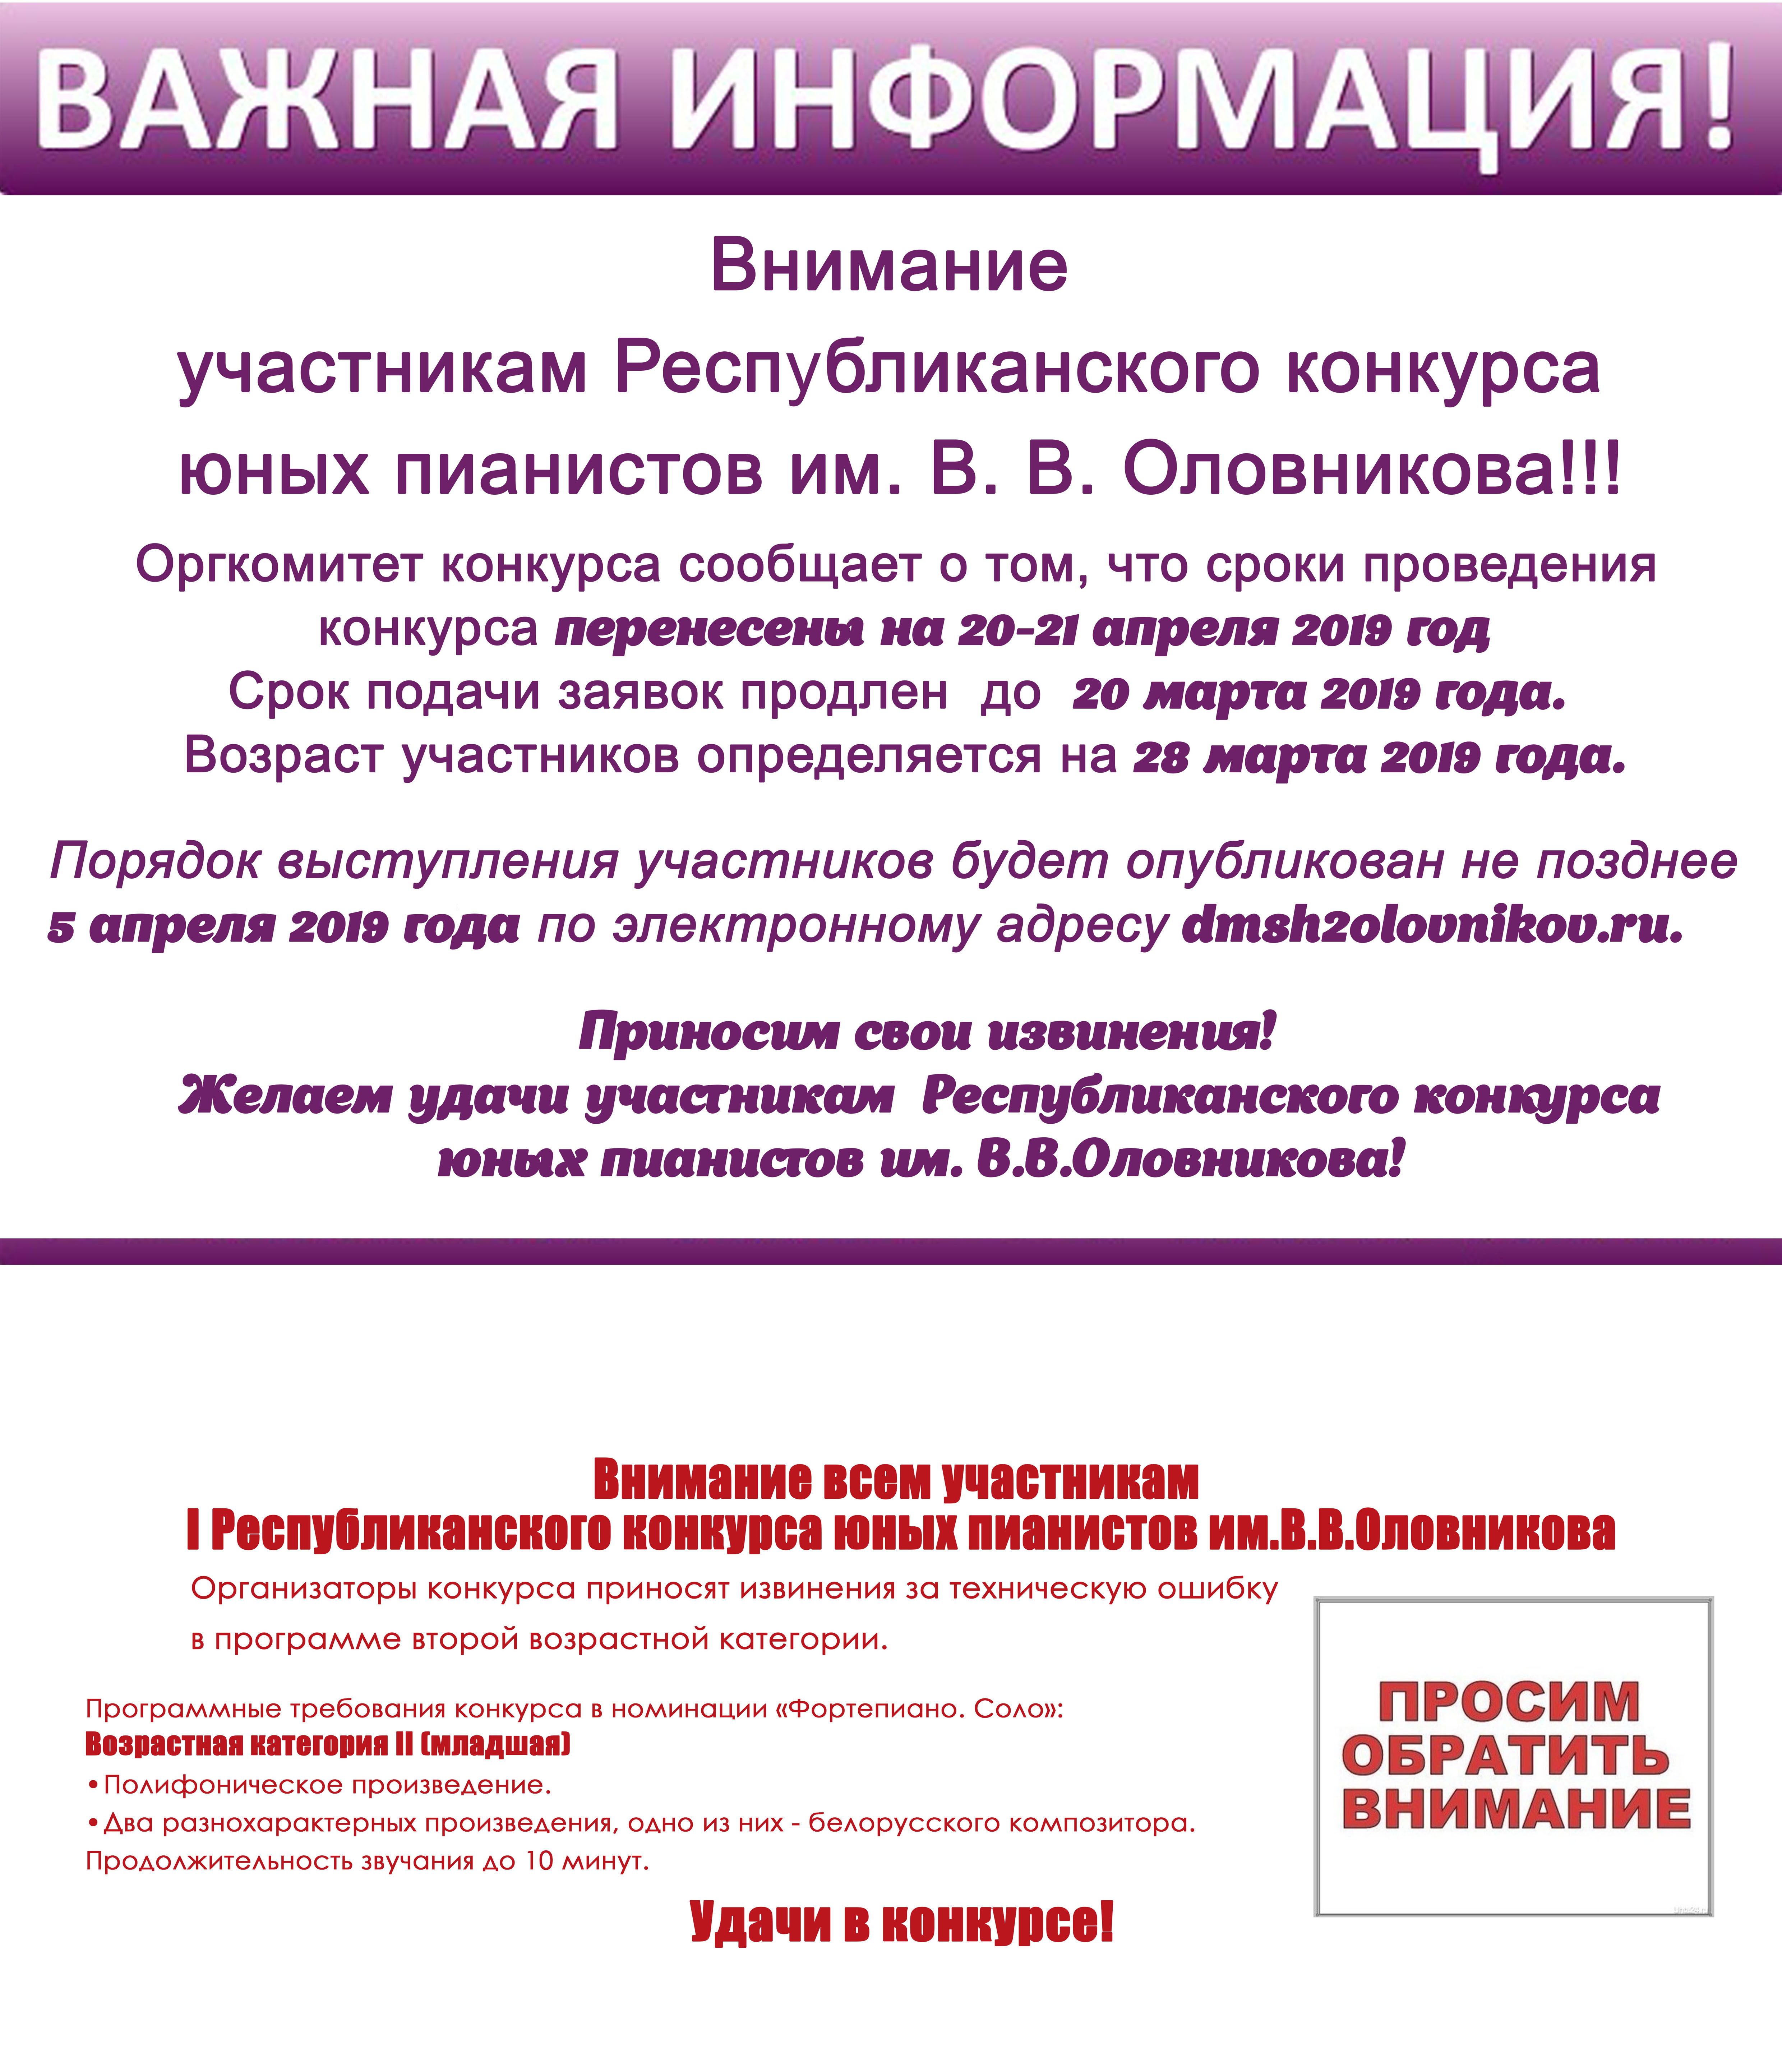 ВАЖНАЯ ИНФОРМАЦИЯ!
Внимание
участникам Республиканского конкурса
юных пианистов им. В. В. Оловникова!!!
Оргкомитет конкурса сообщает о том, что сроки проведения
конкурса перенесены на 20-21 апреля 2019 год
Срок подачи заявок продлен до 20 марта 2019 года.
Возраст участников определяется на 28 марта 2019 года.
Порядок выступления участников будет опубликован не позднее
5 апреля 2019 года по электронному адресу dmsh2olovnikov.ru.
Приносим свои извинения!
Желаем удачи участникам Республиканского конкурса
юных пианистов им. В.В.Оловникова!
Внимание всем участникам
I Республиканского конкурса юных пианистов им.В.В.Оловникова
Организаторы конкурса приносят извинения за техническую ошибку
в программе второй возрастной категории.
Программные требования конкурса в номинации «Фортепиано. Соло»:
Возрастная категория II (младшая)
•Полифоническое произведение.
•Два разнохарактерных произведения, одно из них - белорусского композитора.
Продолжительность звучания до 10 минут.
ПРОСИМ
ОБРАТИТЬ
ВНИМАНИЕ
Удачи в конкурсе!